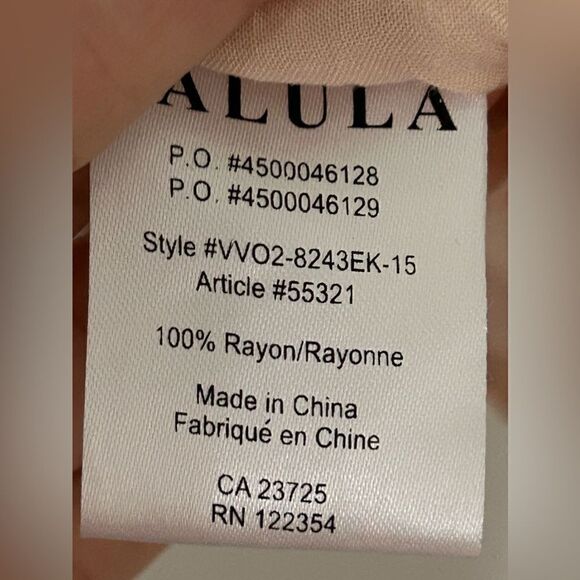 ALULA
P.O. #4500046128
P.O. #4500046129
Style #VVO2-8243EK-15
Article #55321
100% Rayon/Rayonne
Made in China
Fabriqué en Chine
CA 23725
RN 122354